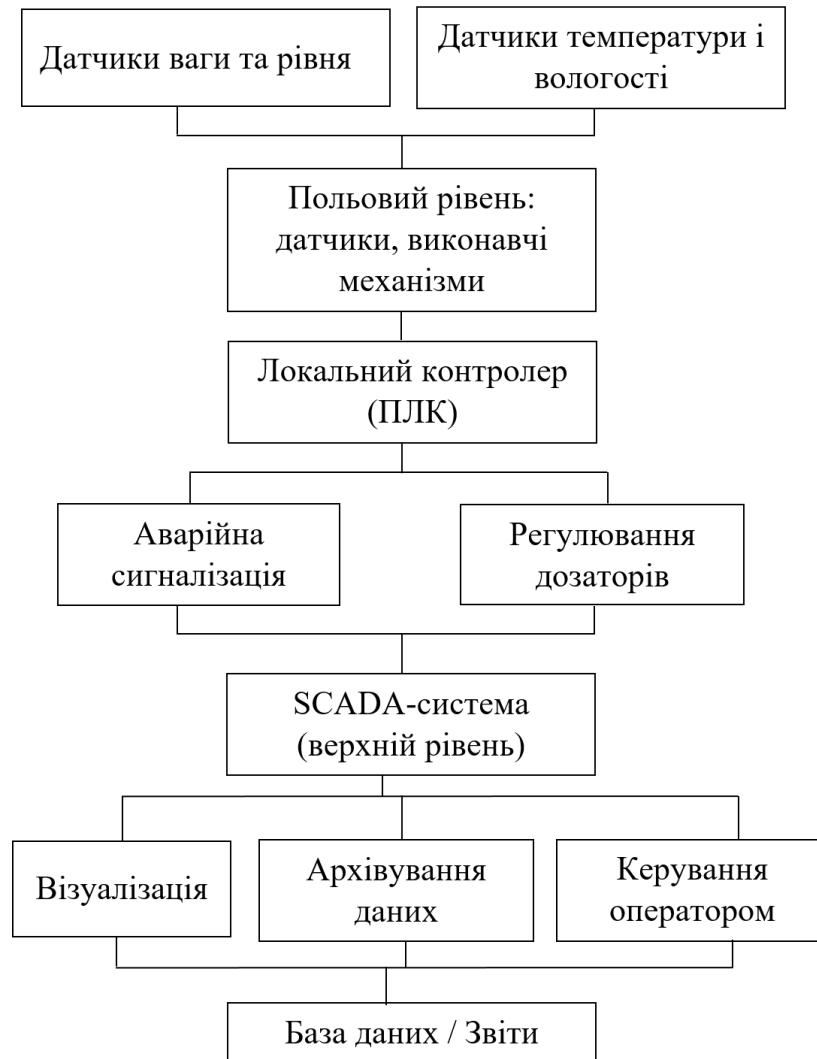 Датчики ваги та рівня
Датчики температури і
вологості
Польовий рівень:
датчики, виконавчі
механізми
Локальний контролер
(ПЛК)
Аварійна
сигналізація
Регулювання
дозаторів
SCADA-система
(верхній рівень)
Візуалізація
Архівування
даних
Керування
оператором
База даних / Звіти